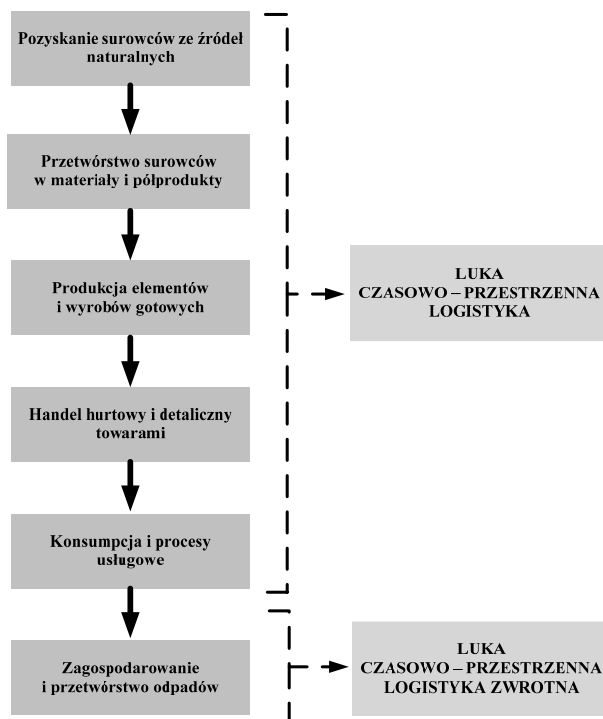 Pozyskanie surowców ze źródeł
naturalnych
Przetwórstwo surowców
w materiały i półprodukty
Produkcja elementów
i wyrobów gotowych
LUKA
CZASOWO – PRZESTRZENNA
LOGISTYKA
Handel hurtowy i detaliczny
towarami
Konsumpcja i procesy
usługowe
Zagospodarowanie
i przetwórstwo odpadów
LUKA
CZASOWO – PRZESTRZENNA
LOGISTYKA ZWROTNA